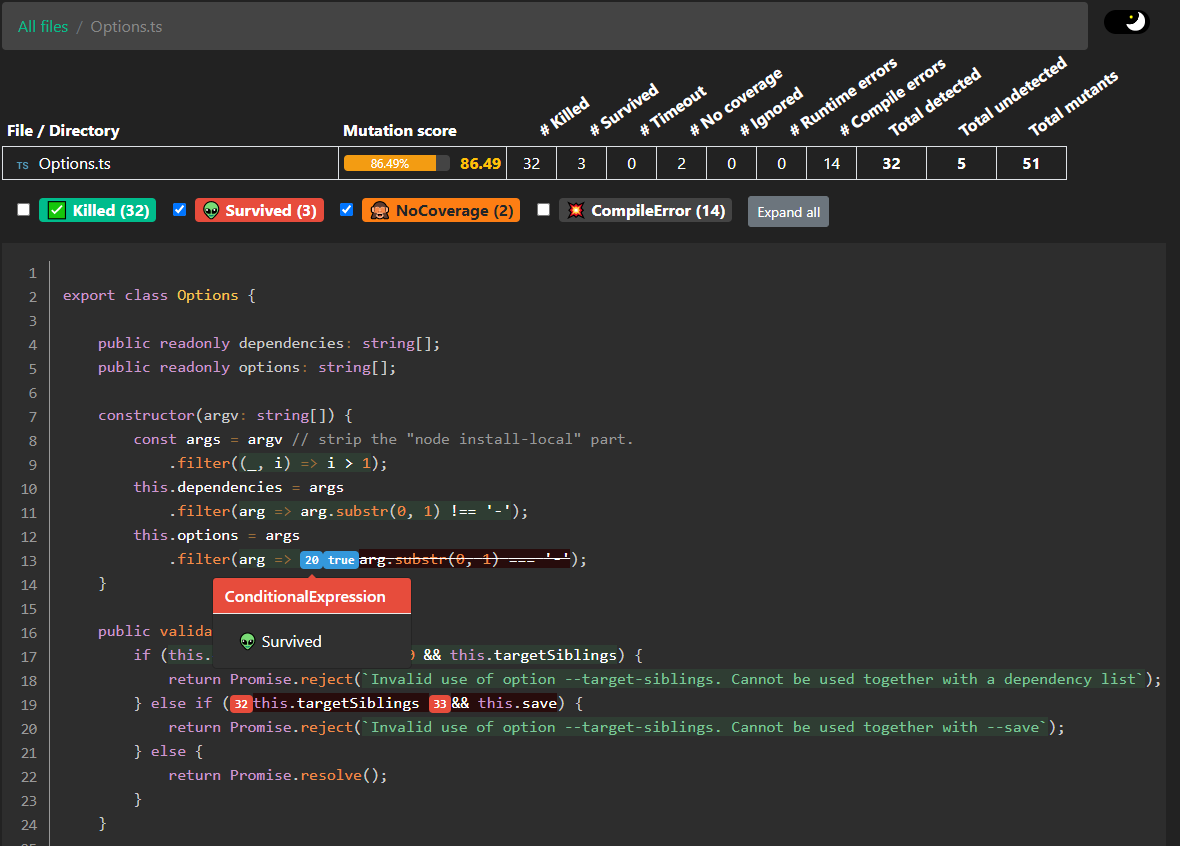 All files / Options.ts
File / Directory Mutation score # Killed # Survived # Timeout # No coverage # Ignored # Runtime errors # Compile errors Total detected Total undetected Total mutants
TS Options.ts 86.49% 86.49 32 3 0 2 0 0 14 32 5 51
Killed (32) Survived (3) NoCoverage (2) CompileError (14) Expand all
1
2 export class Options {
3
4 public readonly dependencies: string[];
5 public readonly options: string[];
6
7 constructor(argv: string[]) {
8 const args = argv // strip the "node install-local" part.
9 .filter((_, i) => i > 1);
10 this.dependencies = args
11 .filter(arg => arg.substr(0, 1) !== '-');
12 this.options = args
13 .filter(arg => 20 true arg.substr(0, 1) === '-');
14 }
ConditionalExpression
15
Survived
16 public valida
17 if (this. && this.targetSiblings) {
18 return Promise.reject(`Invalid use of option --target-siblings. Cannot be used together with a dependency list`);
19 } else if (32 this.targetSiblings 33 && this.save) {
20 return Promise.reject(`Invalid use of option --target-siblings. Cannot be used together with --save`);
21 } else {
22 return Promise.resolve();
23 }
24 }